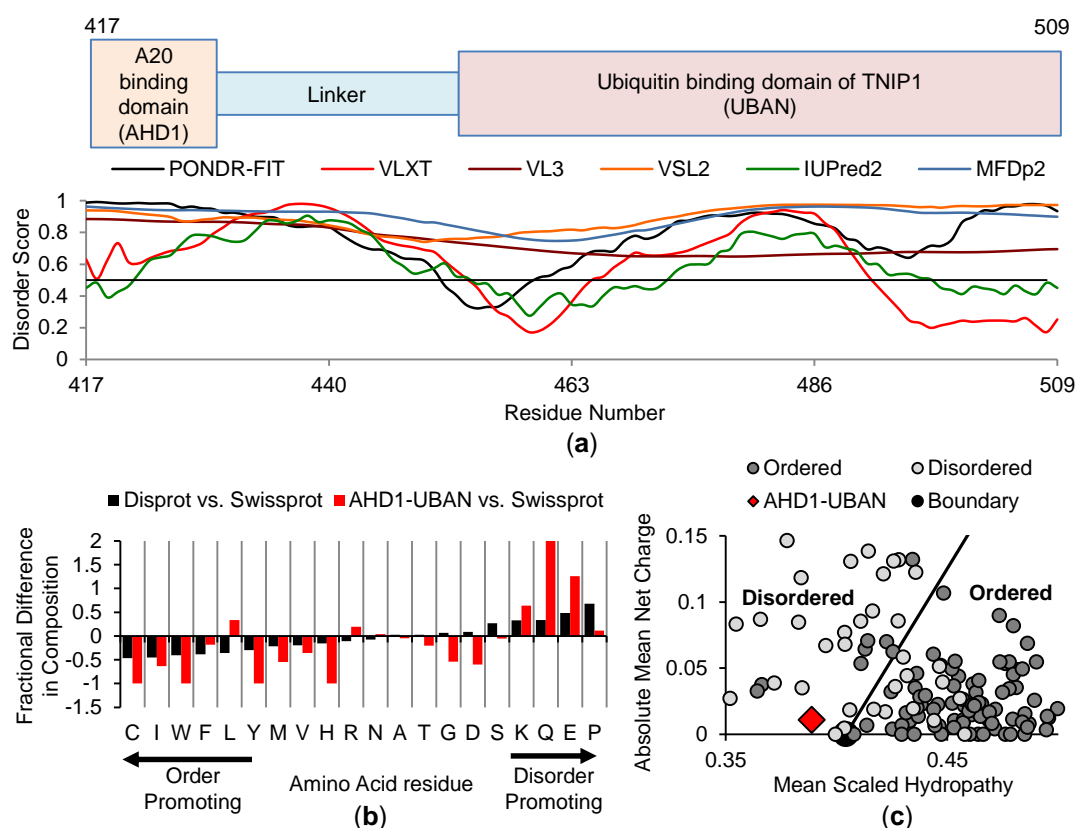 417
509
A20
binding
domain
(AHD1)
Linker
Ubiquitin binding domain of TNIP1
(UBAN)
PONDR-FIT VLXT VL3 VSL2 IUPred2 MFDp2
Disorder Score
1
0.8
0.6
0.4
0.2
0
417 440 463 486 509
Residue Number
(a)
Disprot vs. Swissprot AHD1-UBAN vs. Swissprot
Fractional Difference
in Composition
2
1.5
1
0.5
0
-0.5
-1
-1.5
C I W F L Y M V H R N A T G D S K Q E P
Order
Promoting
Amino Acid residue
Disorder
Promoting
(b)
Ordered Disordered
AHD1-UBAN Boundary
Absolute Mean Net Charge
0.15
0.1
0.05
0
Disordered
Ordered
0.35 0.45
Mean Scaled Hydropathy
(c)